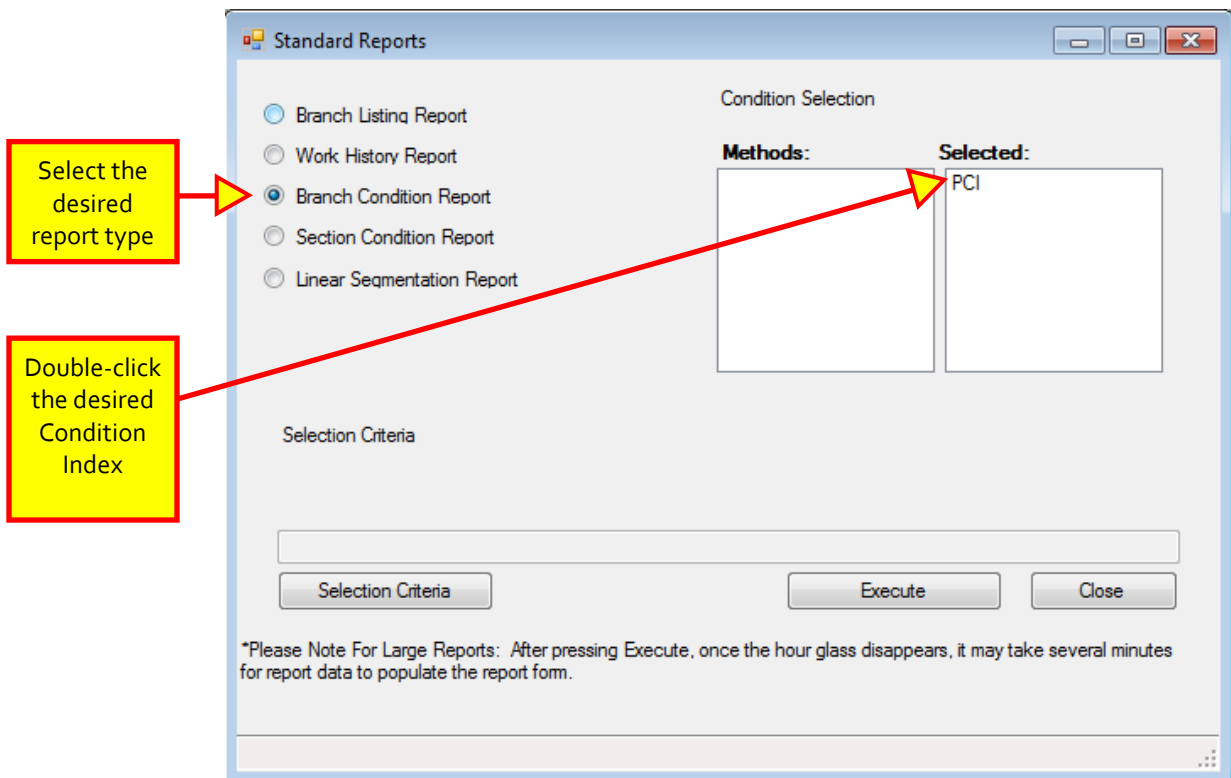 Standard Reports
Branch Listing Report
Work History Report
Branch Condition Report
Section Condition Report
Linear Segmentation Report
Condition Selection
Methods:
Selected:
PCI
Select the
desired
report type
Double-click
the desired
Condition
Index
Selection Criteria
Selection Criteria
Execute
Close
*Please Note For Large Reports: After pressing Execute, once the hour glass disappears, it may take several minutes
for report data to populate the report form.